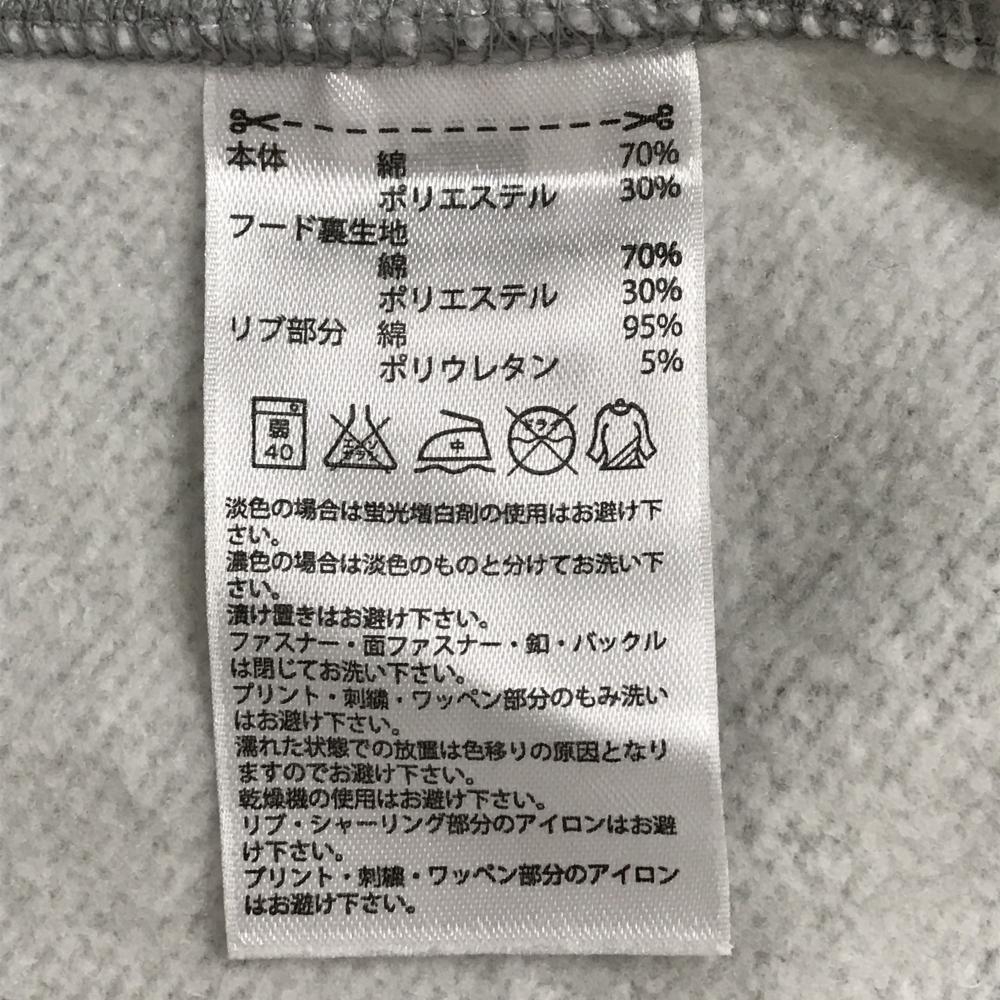 本体 綿 70%
ポリエステル 30%
フード裏生地
綿 70%
ポリエステル 30%
リブ部分 綿 95%
ポリウレタン 5%
弱 40 エンソサラシ 中 ドライ
淡色の場合は蛍光増白剤の使用はお避け下
さい。
濃色の場合は淡色のものと分けてお洗い下
さい。
漬け置きはお避け下さい。
ファスナー・面ファスナー・釦・バックル
は閉じてお洗い下さい。
プリント・刺繍・ワッペン部分のもみ洗い
はお避け下さい。
濡れた状態での放置は色移りの原因となり
ますのでお避け下さい。
乾燥機の使用はお避け下さい。
リブ・シャーリング部分のアイロンはお避
け下さい。
プリント・刺繍・ワッペン部分のアイロン
はお避け下さい。